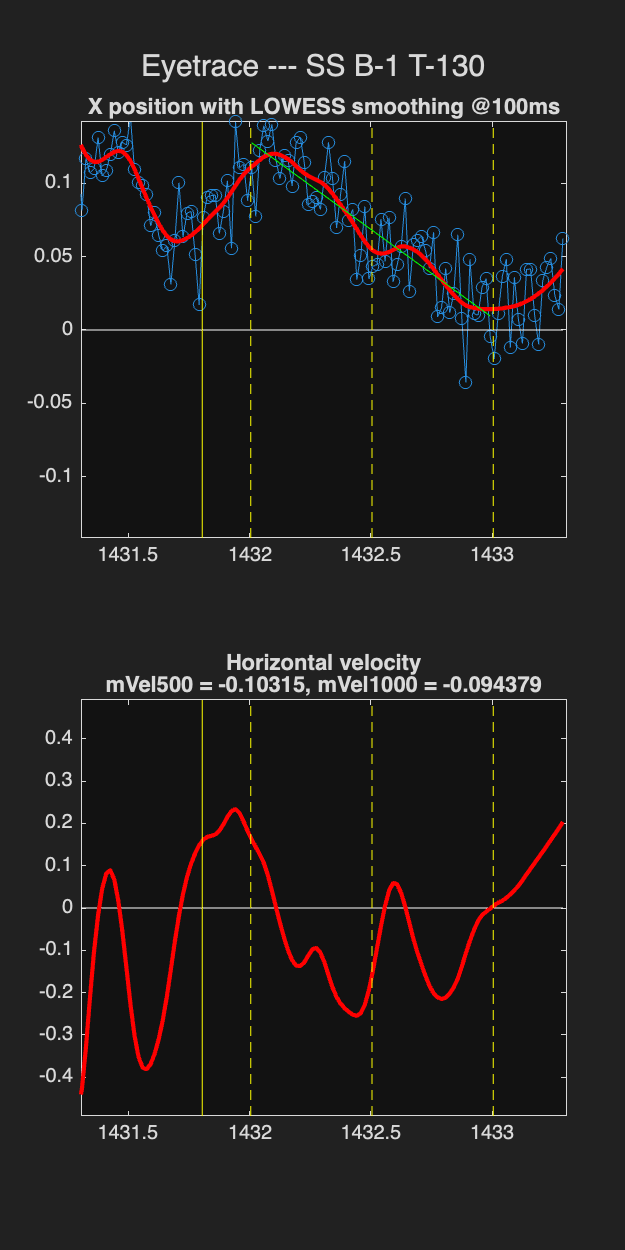 Eyetrace --- SS B-1 T-130
X position with LOWESS smoothing @100ms
0.1
0.05
0
-0.05
-0.1
1431.5 1432 1432.5 1433
Horizontal velocity
mVel500 = -0.10315, mVel1000 = -0.094379
0.4
0.3
0.2
0.1
0
-0.1
-0.2
-0.3
-0.4
1431.5 1432 1432.5 1433